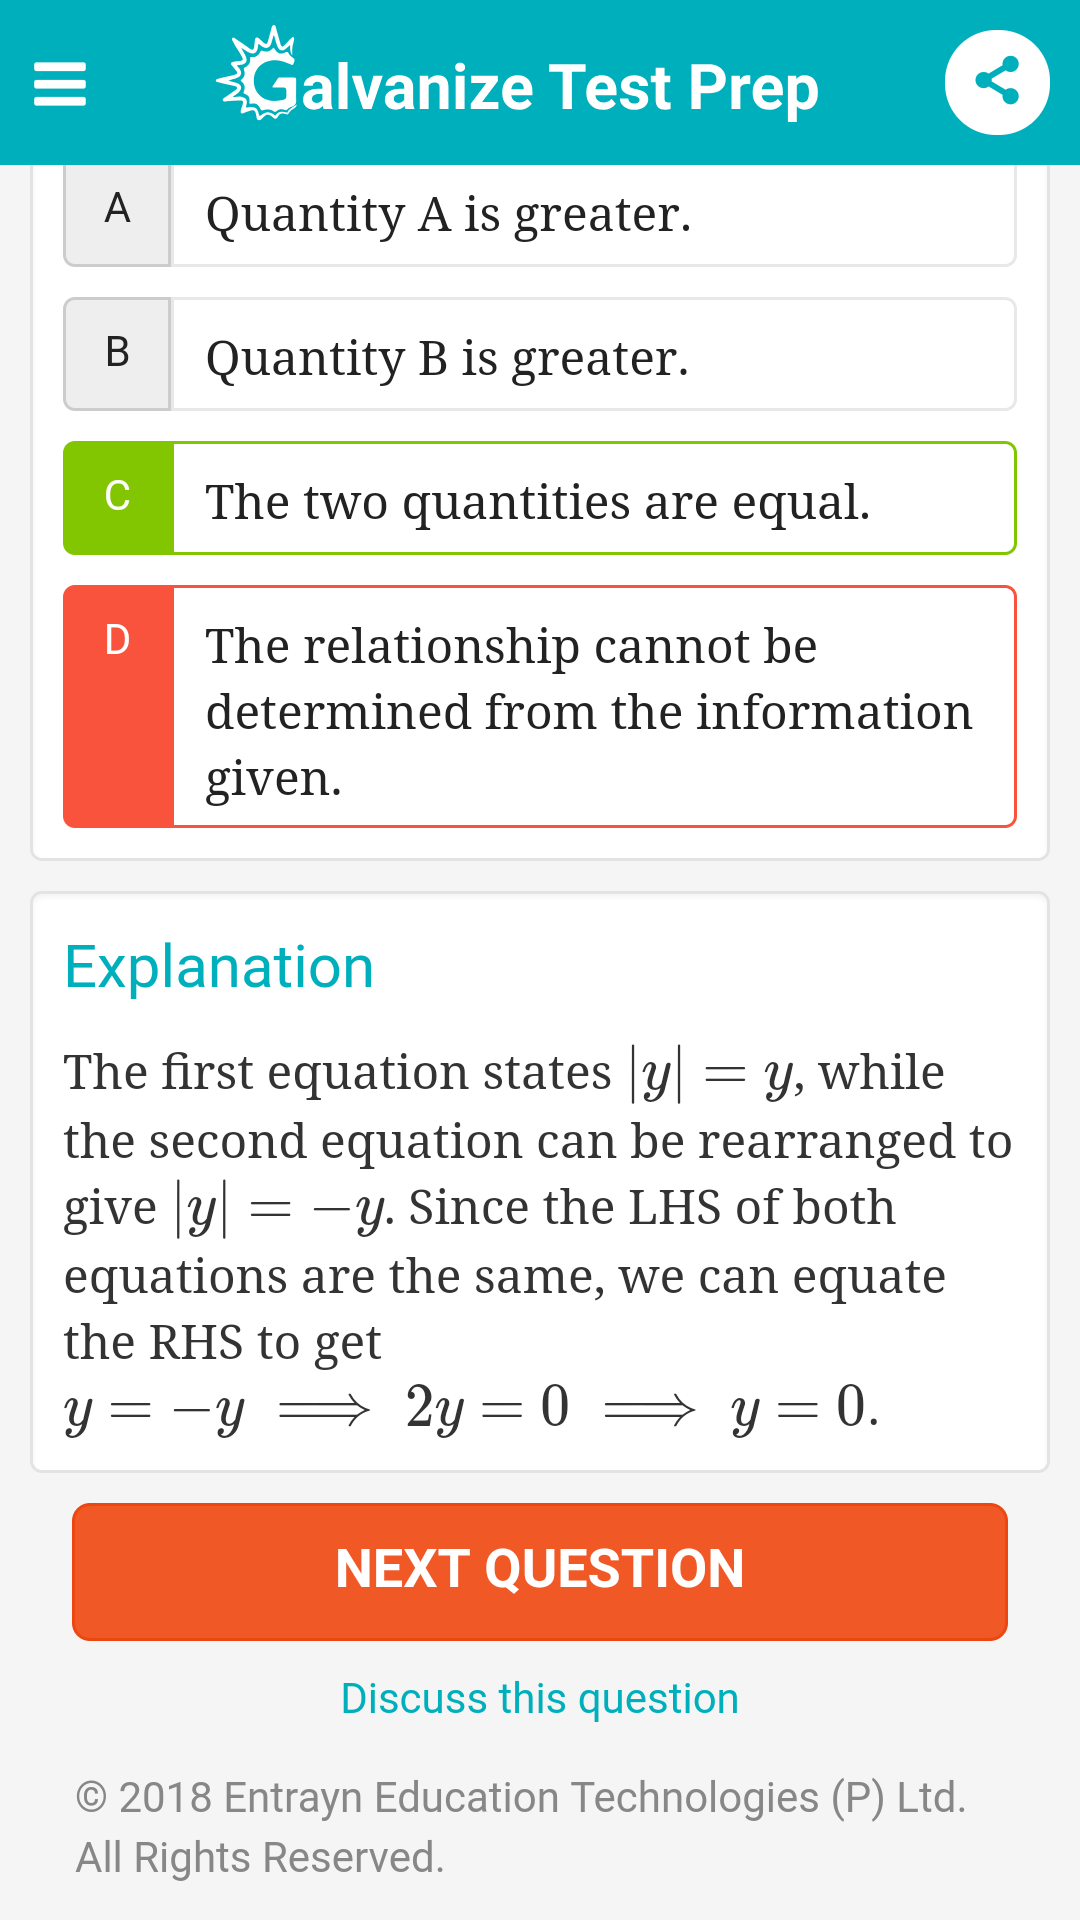 Galvanize Test Prep
A Quantity A is greater.
B Quantity B is greater.
C The two quantities are equal.
D The relationship cannot be
determined from the information
given.
Explanation
The first equation states |y| = y, while
the second equation can be rearranged to
give |y| = −y. Since the LHS of both
equations are the same, we can equate
the RHS to get
y = −y ⟹ 2y = 0 ⟹ y = 0.
NEXT QUESTION
Discuss this question
© 2018 Entrayn Education Technologies (P) Ltd.
All Rights Reserved.